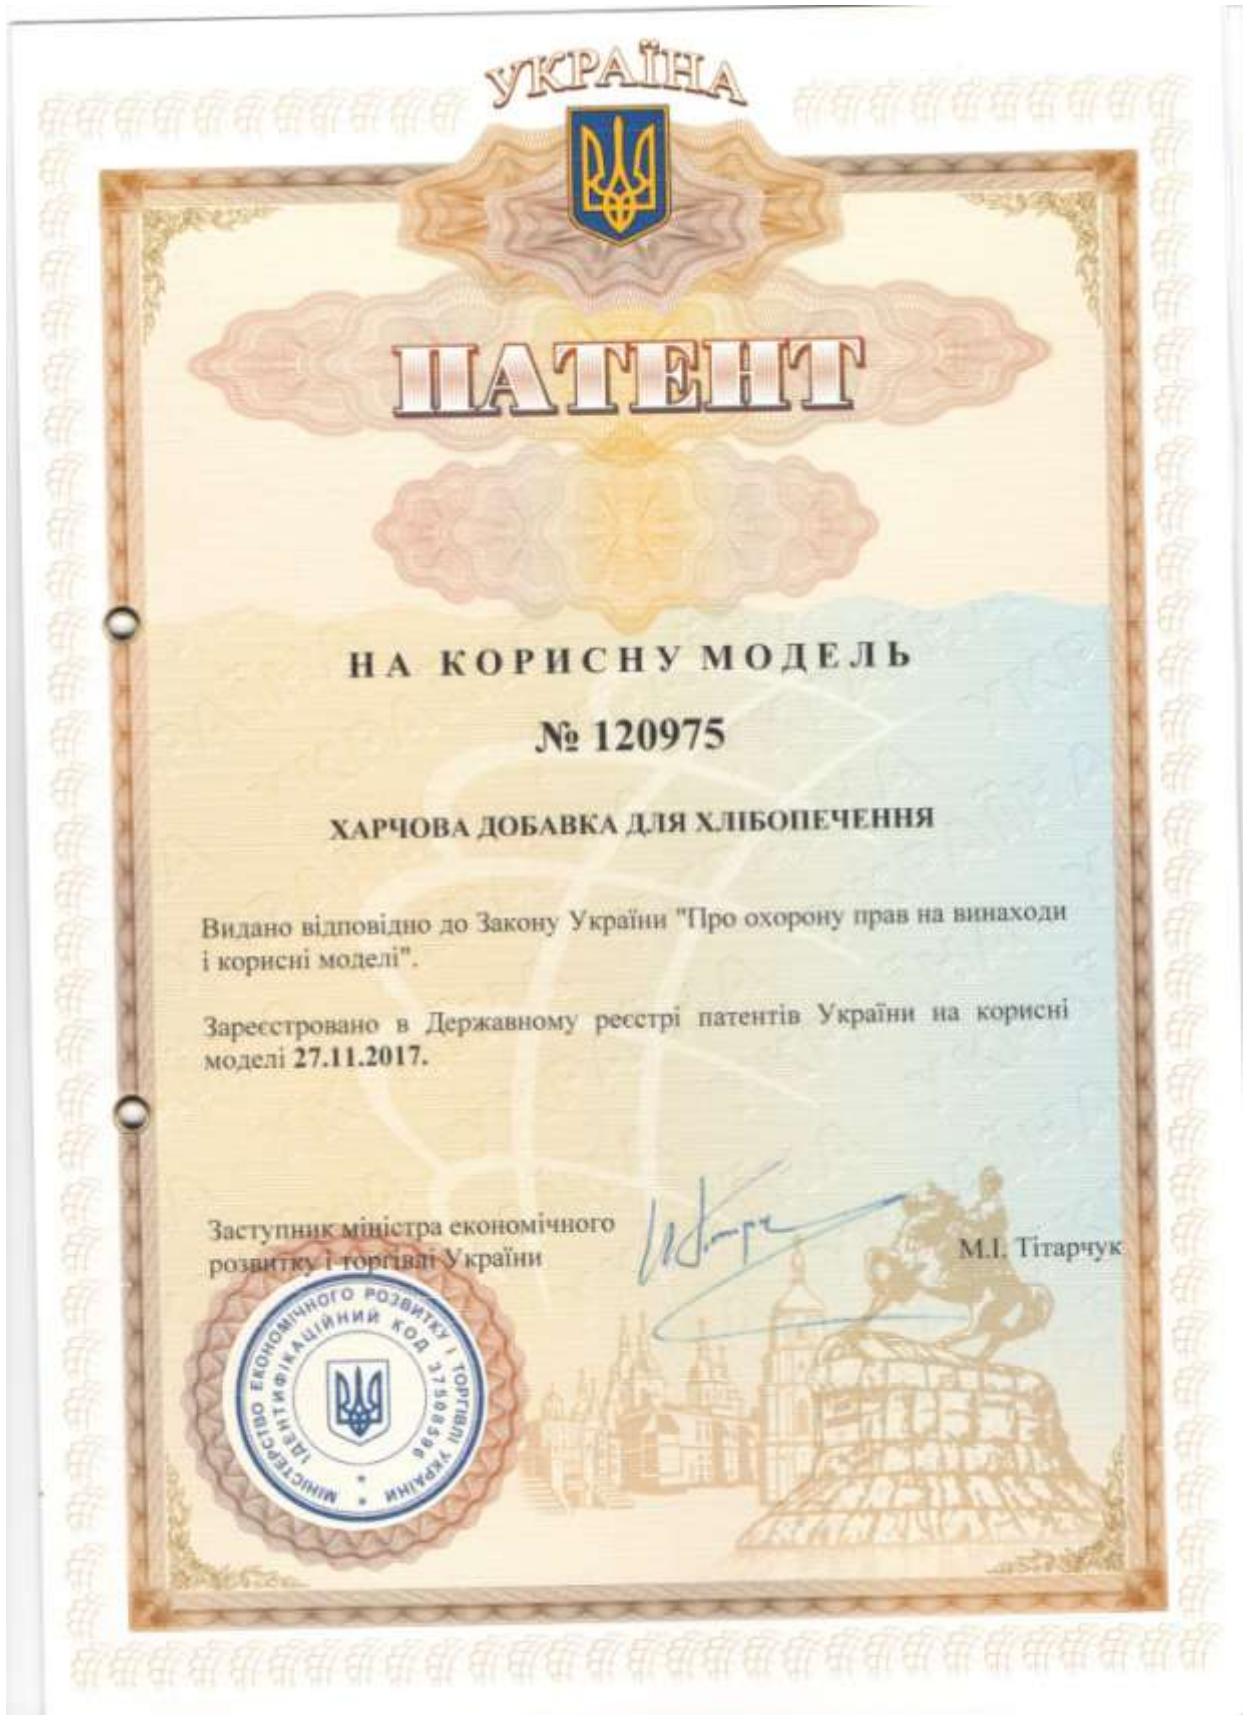 УКРАЇНА
ПАТЕНТ
НА КОРИСНУ МОДЕЛЬ
№ 120975
ХАРЧОВА ДОБАВКА ДЛЯ ХЛІБОПЕЧЕННЯ
Видано відповідно до Закону України "Про охорону прав на винаходи
і корисні моделі".
Зареєстровано в Державному реєстрі патентів України на корисні
моделі 27.11.2017.
Заступник міністра економічного
розвитку і торгівлі України
М.І. Тітарчук
МІНІСТЕРСТВО ЕКОНОМІЧНОГО РОЗВИТКУ І ТОРГІВЛІ УКРАЇНИ *
ІДЕНТИФІКАЦІЙНИЙ КОД 37508596 *